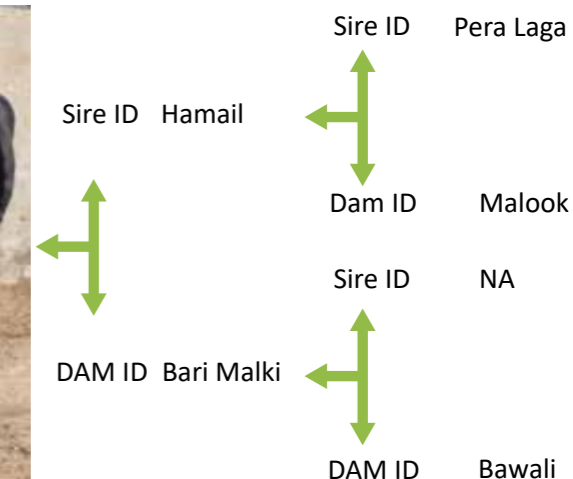 Sire ID Pera Laga
Sire ID Hamail
Dam ID Malook
Sire ID NA
DAM ID Bari Malki
DAM ID Bawali